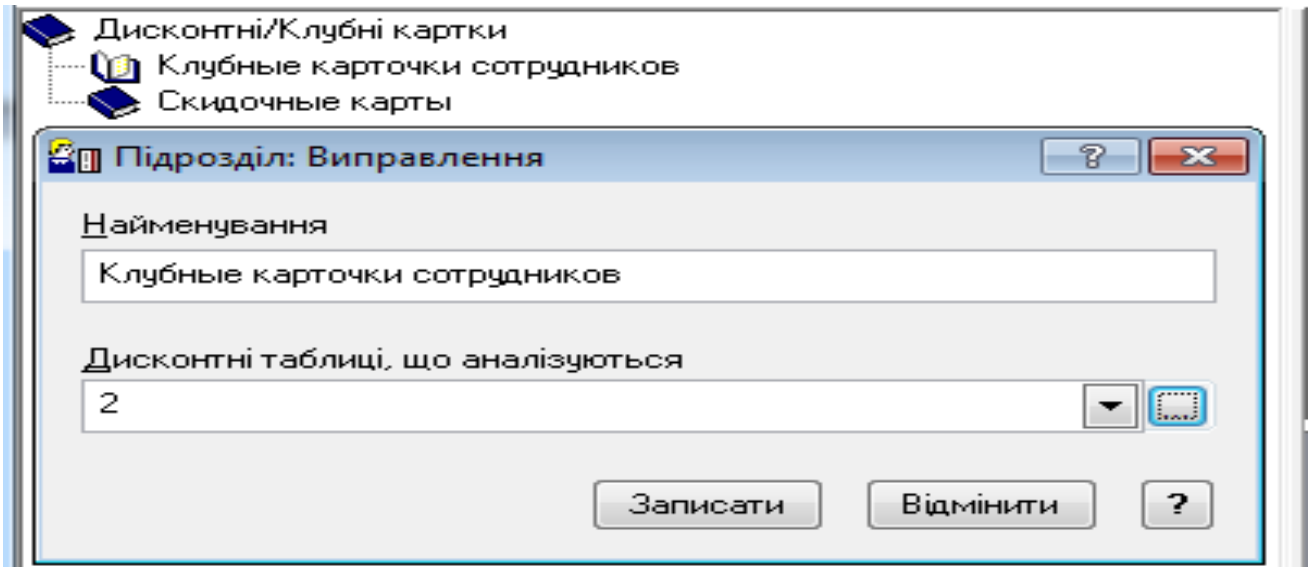 Дисконтні/Клубні картки
Клубные карточки сотрудников
Скидочные карты
Підрозділ: Виправлення
?
Найменування
Клубные карточки сотрудников
Дисконтні таблиці, що аналізуються
2
...
Записати Відмінити ?